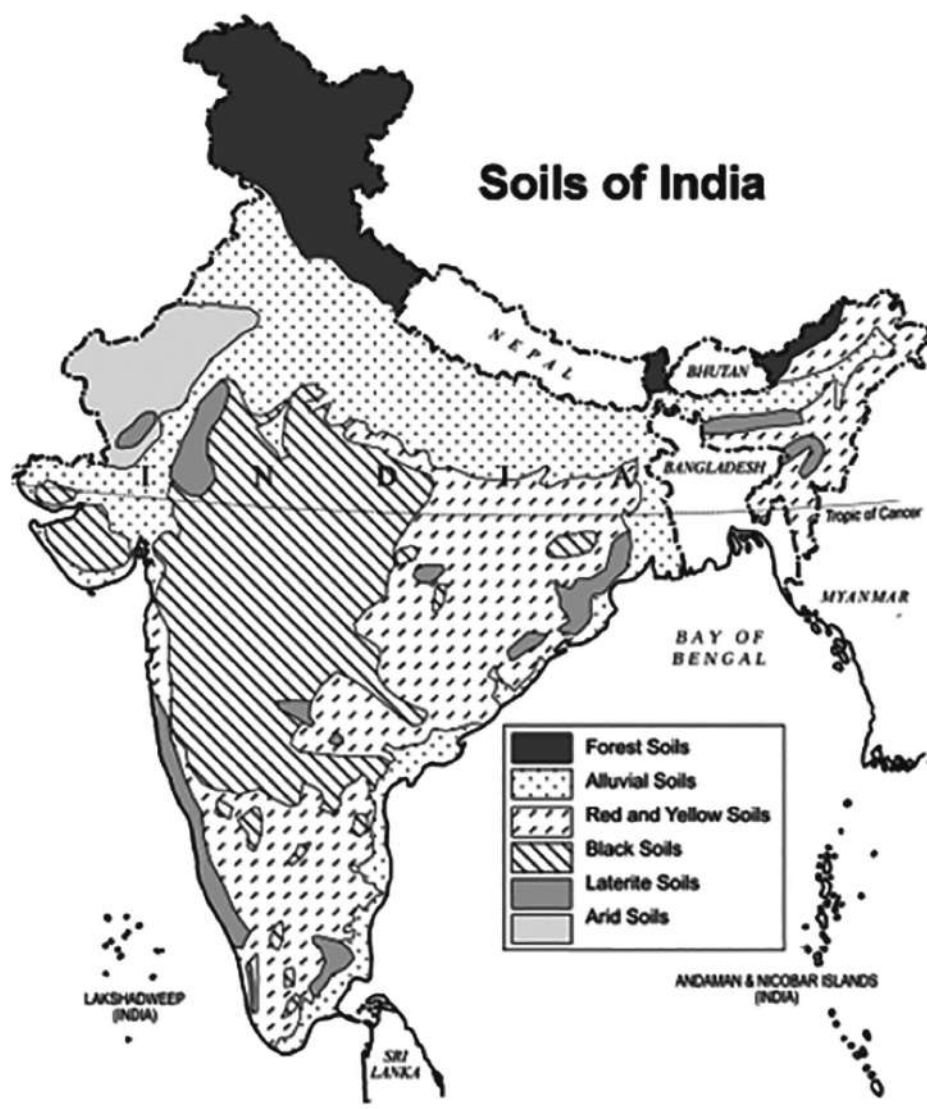 Soils of India
NEPAL
BHUTAN
BANGLADESH
INDIA
Tropic of Cancer
MYANMAR
BAY OF
BENGAL
Forest Soils
Alluvial Soils
Red and Yellow Soils
Black Soils
Laterite Soils
Arid Soils
LAKSHADWEEP
(INDIA)
ANDAMAN & NICOBAR ISLANDS
(INDIA)
SRI
LANKA